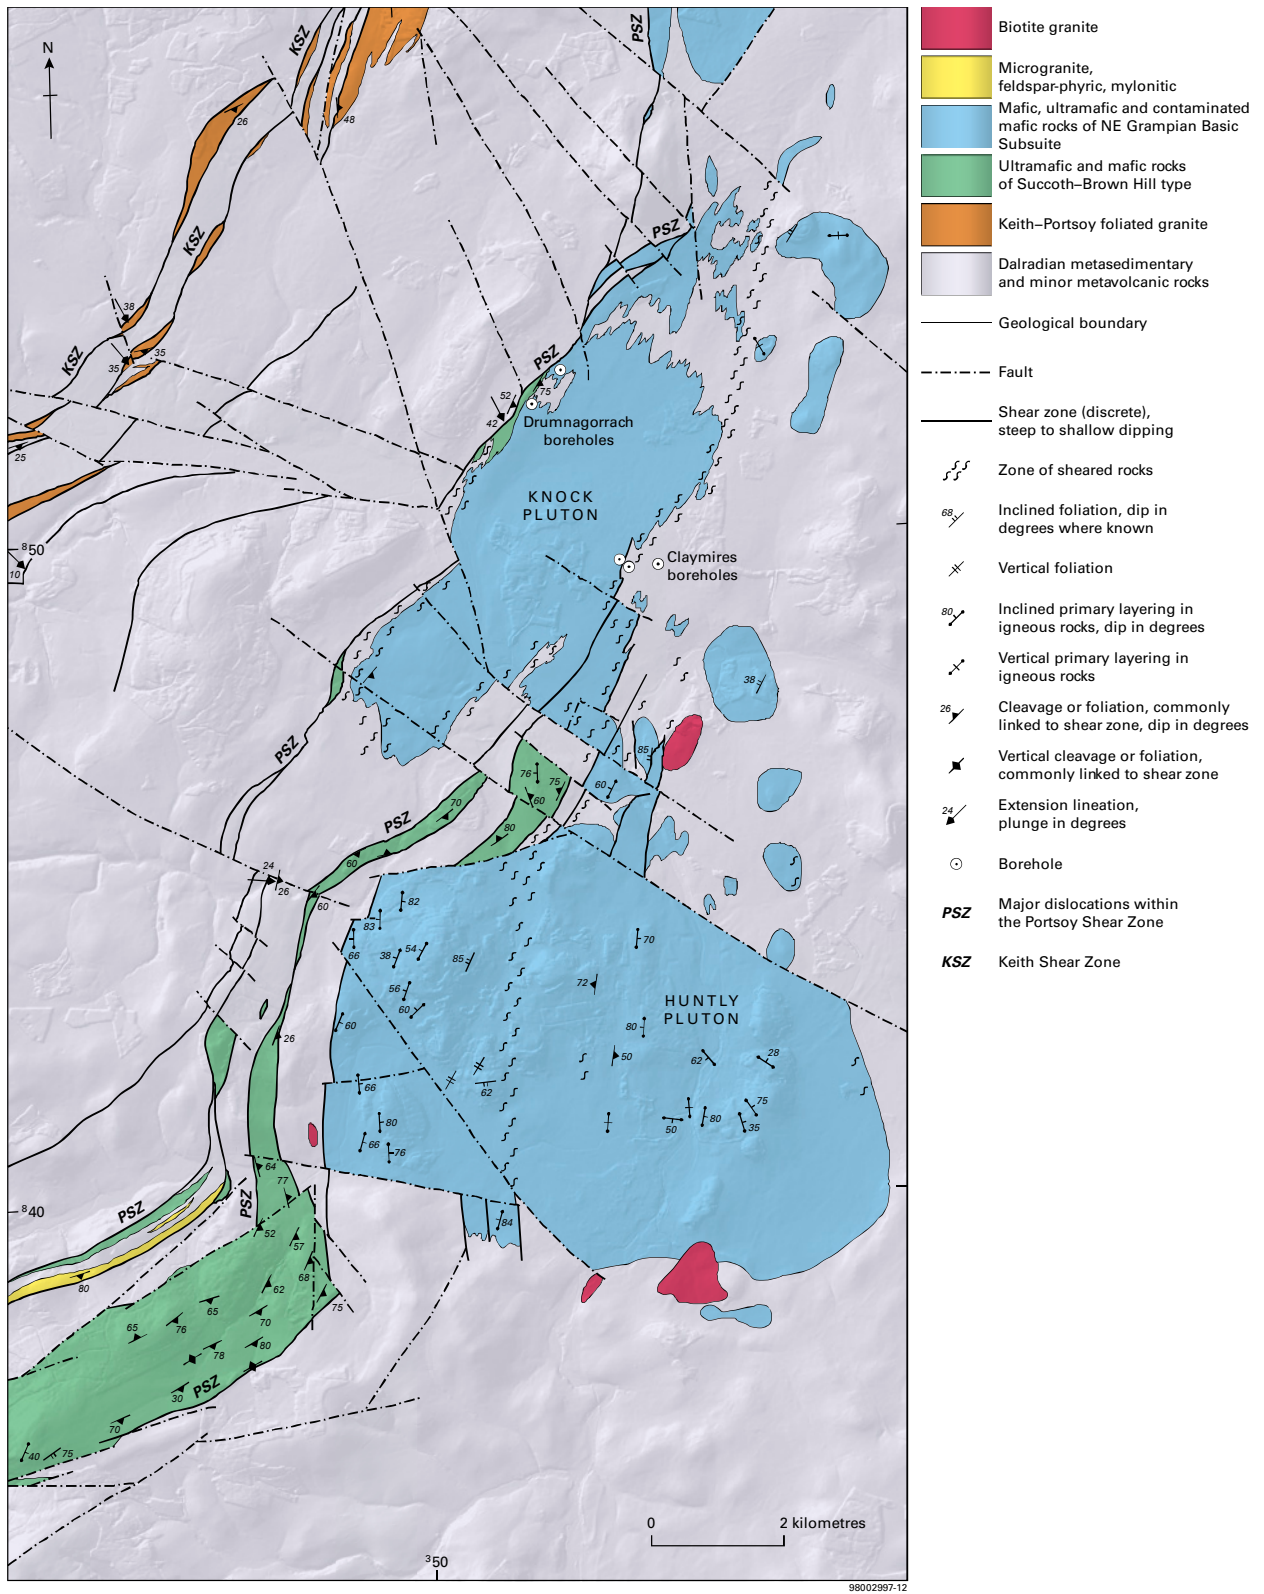 N
KSZ
PSZ
26
48
KSZ
PSZ
38
35
35
KSZ
25
PSZ
75
52
42
Drumnagorrach
boreholes
KNOCK
PLUTON
Claymires
boreholes
⁸50
10
38
85
60
76
75
60
80
PSZ
70
PSZ
60
24
26
60
82
83
66
38
54
85
56
60
60
70
72
HUNTLY
PLUTON
80
50
62
28
26
66
62
80
66
76
50
80
75
35
64
77
PSZ
PSZ
⁸40
52
57
84
80
68
62
75
65
65
76
70
80
78
30
PSZ
70
40
75
0 2 kilometres
³50
98002997-12
Biotite granite
Microgranite,
feldspar-phyric, mylonitic
Mafic, ultramafic and contaminated
mafic rocks of NE Grampian Basic
Subsuite
Ultramafic and mafic rocks
of Succoth–Brown Hill type
Keith–Portsoy foliated granite
Dalradian metasedimentary
and minor metavolcanic rocks
Geological boundary
Fault
Shear zone (discrete),
steep to shallow dipping
Zone of sheared rocks
68
Inclined foliation, dip in
degrees where known
Vertical foliation
80
Inclined primary layering in
igneous rocks, dip in degrees
Vertical primary layering in
igneous rocks
26
Cleavage or foliation, commonly
linked to shear zone, dip in degrees
Vertical cleavage or foliation,
commonly linked to shear zone
24
Extension lineation,
plunge in degrees
Borehole
PSZ Major dislocations within
the Portsoy Shear Zone
KSZ Keith Shear Zone